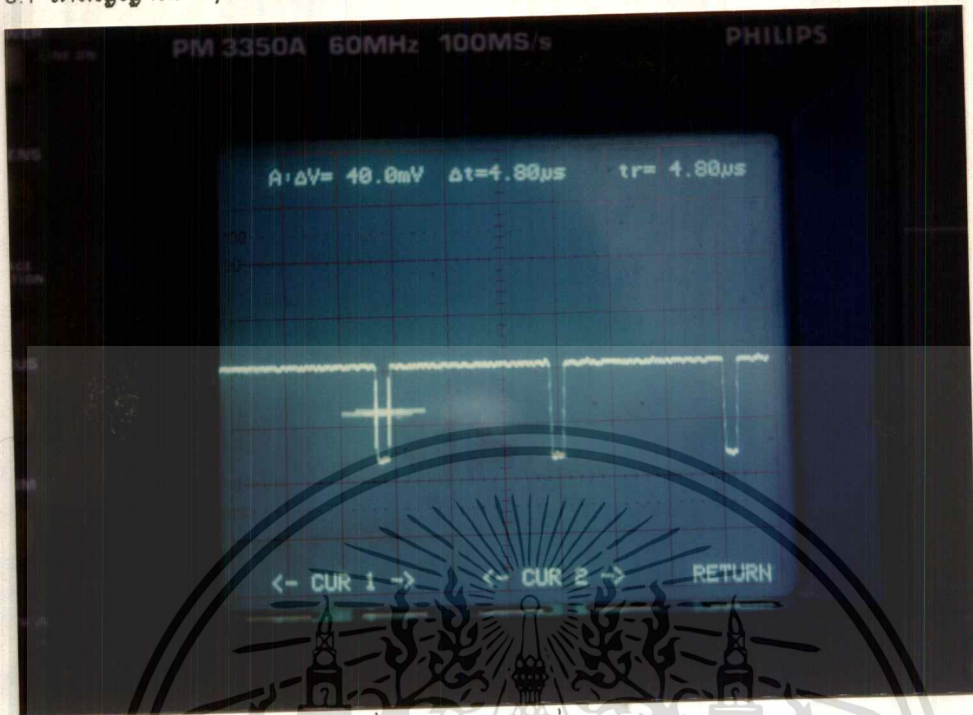 PM 3350A 60MHz 100MS/s PHILIPS
A:ΔV= 40.0mV Δt=4.80µs tr= 4.80µs
100
<- CUR 1 -> <- CUR 2 -> RETURN